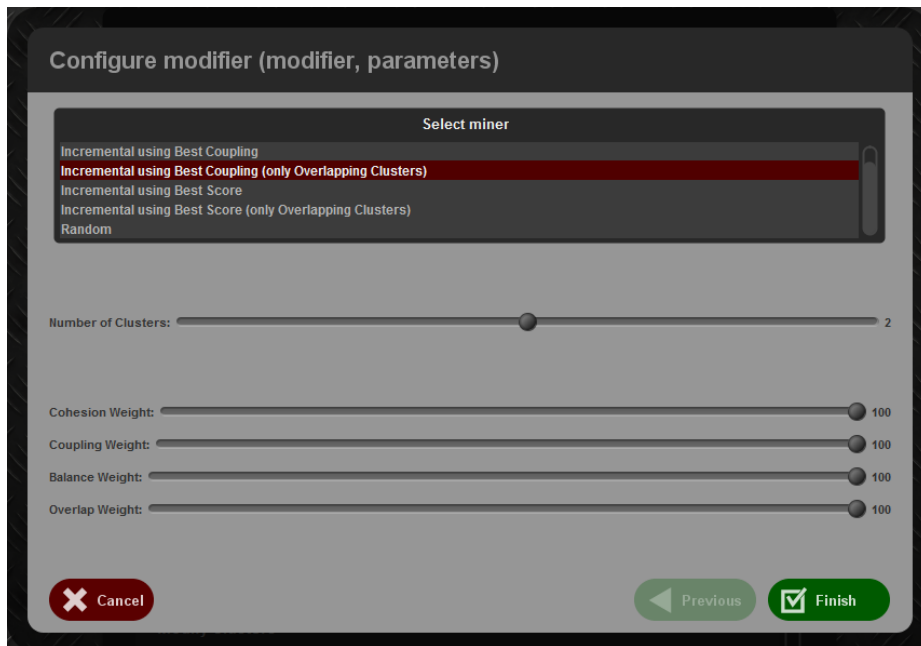 Configure modifier (modifier, parameters)
Select miner
Incremental using Best Coupling
Incremental using Best Coupling (only Overlapping Clusters)
Incremental using Best Score
Incremental using Best Score (only Overlapping Clusters)
Random
Number of Clusters: 2
Cohesion Weight: 100
Coupling Weight: 100
Balance Weight: 100
Overlap Weight: 100
Cancel Previous Finish
Modify Clusters